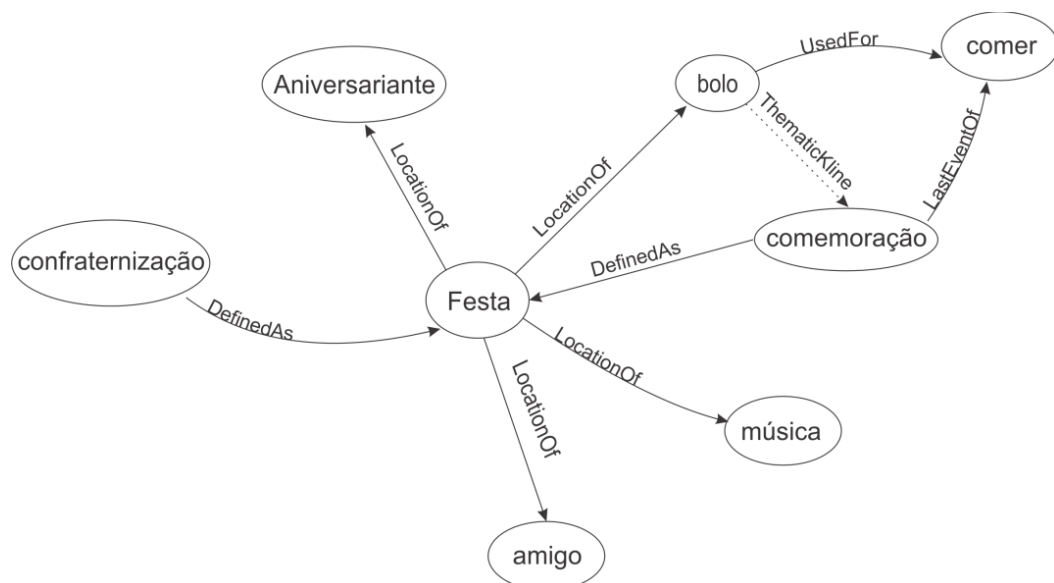 UsedFor
comer
Aniversariante
bolo
ThematicKline
LocationOf
LocationOf
LastEventOf
comemoração
confraternização
DefinedAs
Festa
DefinedAs
LocationOf
LocationOf
música
amigo